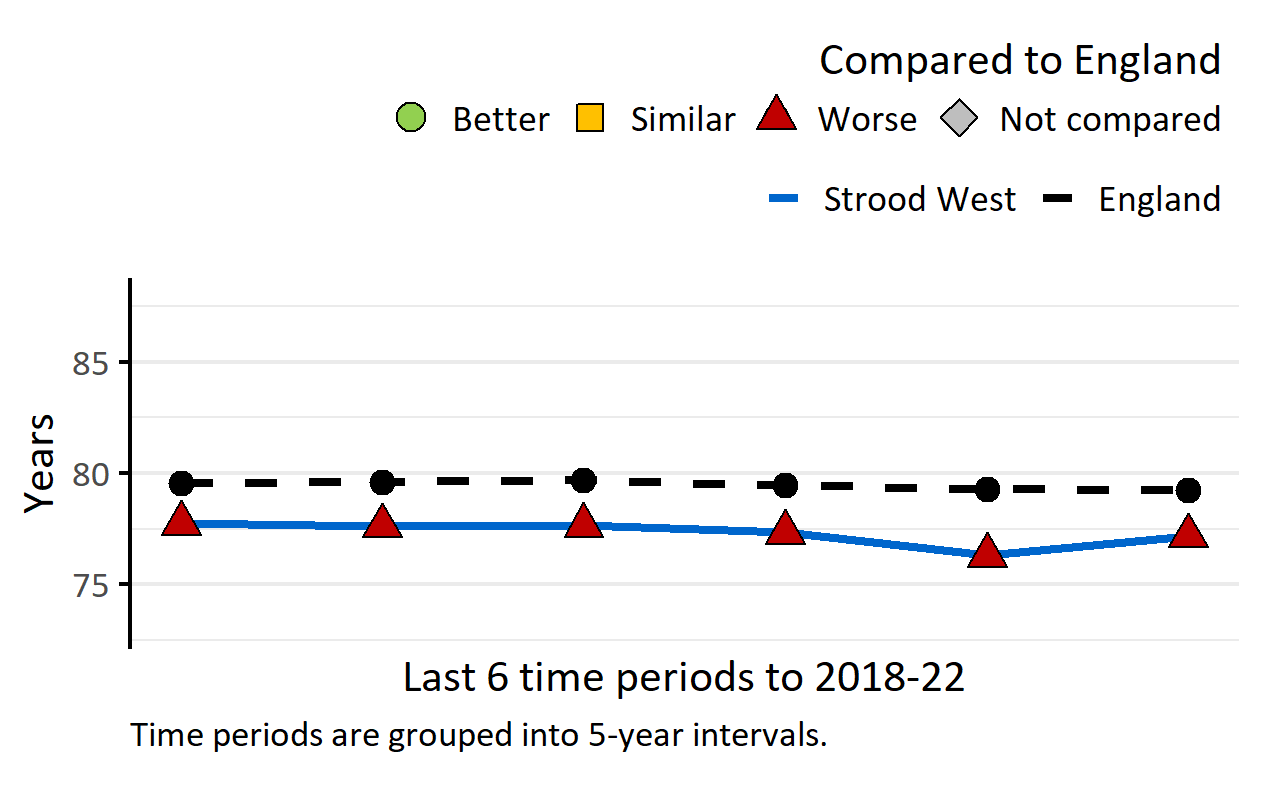 Compared to England
Better Similar Worse Not compared
Strood West England
85
80
75
Years
Last 6 time periods to 2018-22
Time periods are grouped into 5-year intervals.